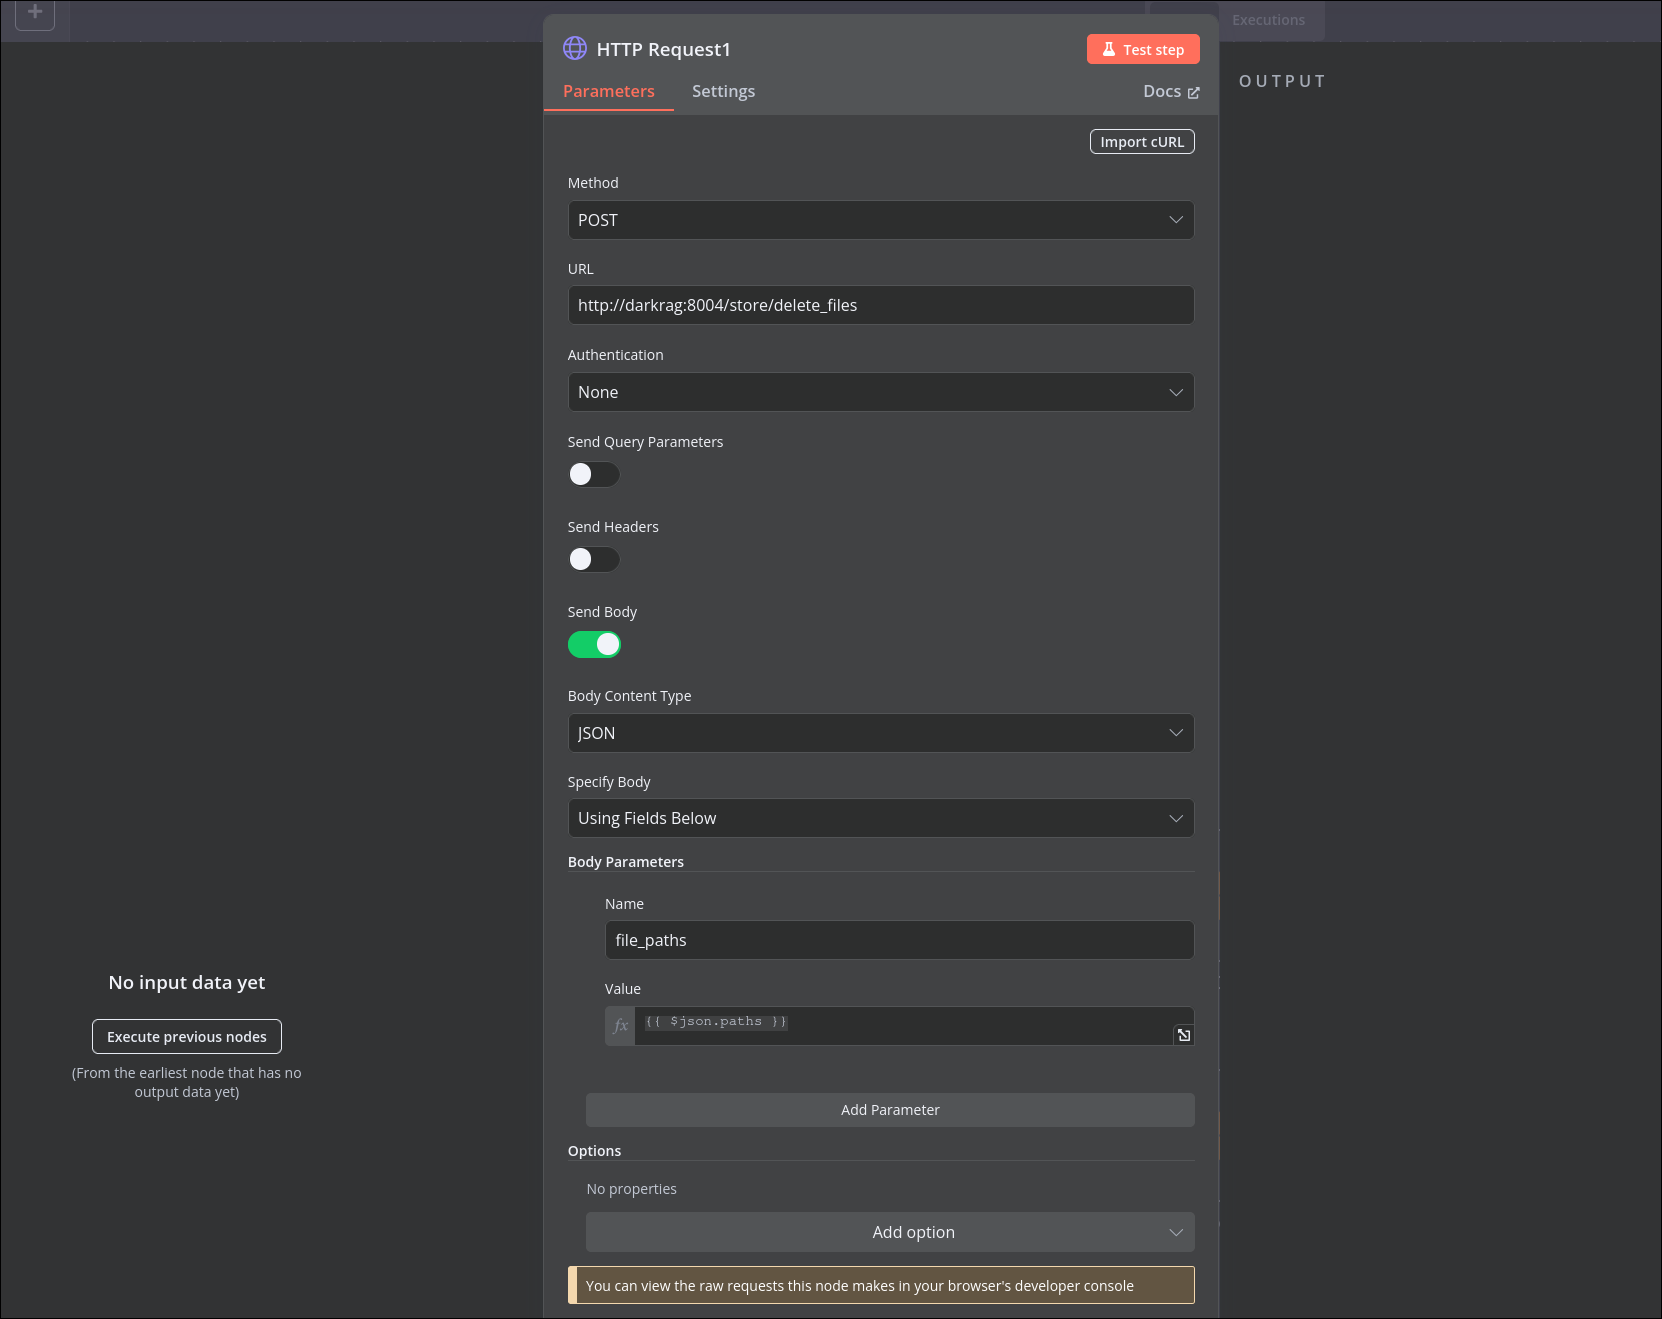 Executions
HTTP Request1
Test step
Parameters
Settings
Docs
OUTPUT
Import cURL
Method
POST
URL
http://darkrag:8004/store/delete_files
Authentication
None
Send Query Parameters
Send Headers
Send Body
Body Content Type
JSON
Specify Body
Using Fields Below
Body Parameters
Name
file_paths
Value
fx
{{ $json.paths }}
No input data yet
Execute previous nodes
(From the earliest node that has no
output data yet)
Add Parameter
Options
No properties
Add option
You can view the raw requests this node makes in your browser's developer console